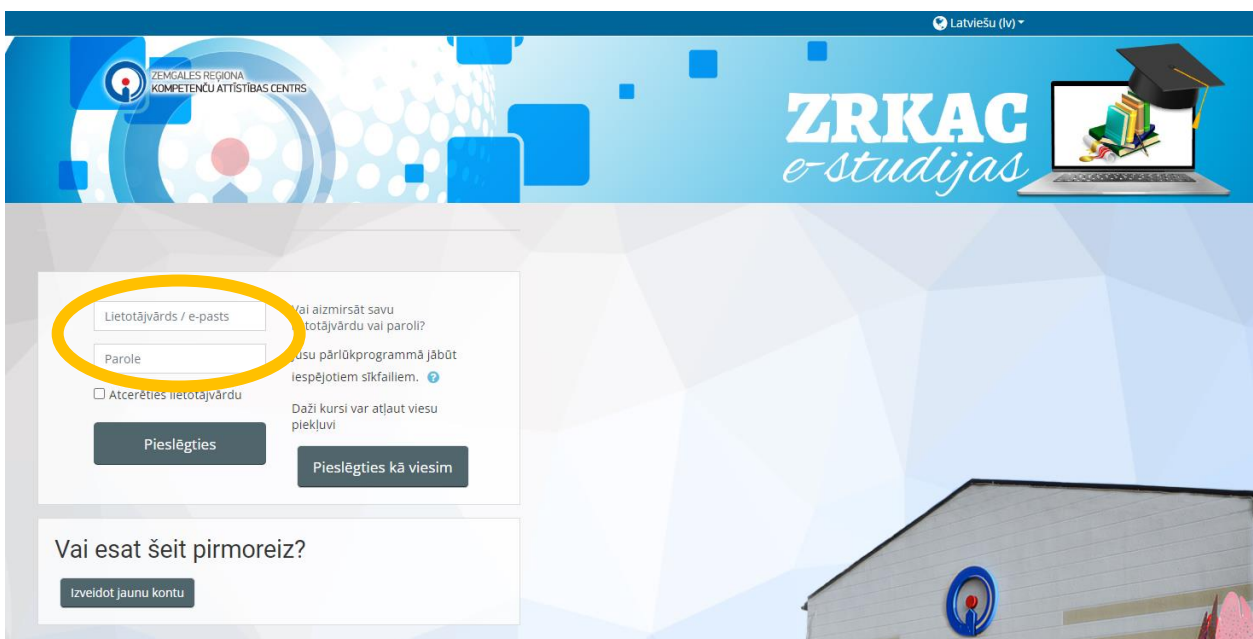 Latviešu (lv)
ZEMGALES REĢIONA
KOMPETENČU ATTĪSTĪBAS CENTRS
ZRKAC
e-studijas
Lietotājvārds / e-pasts
Parole
Atcerēties lietotājvārdu
Pieslēgties
Vai aizmirsāt savu
lietotājvārdu vai paroli?
Jūsu pārlūkprogrammā jābūt
iespējotiem sīkfailiem.
Daži kursi var atļaut viesu
piekļuvi
Pieslēgties kā viesim
Vai esat šeit pirmoreiz?
Izveidot jaunu kontu